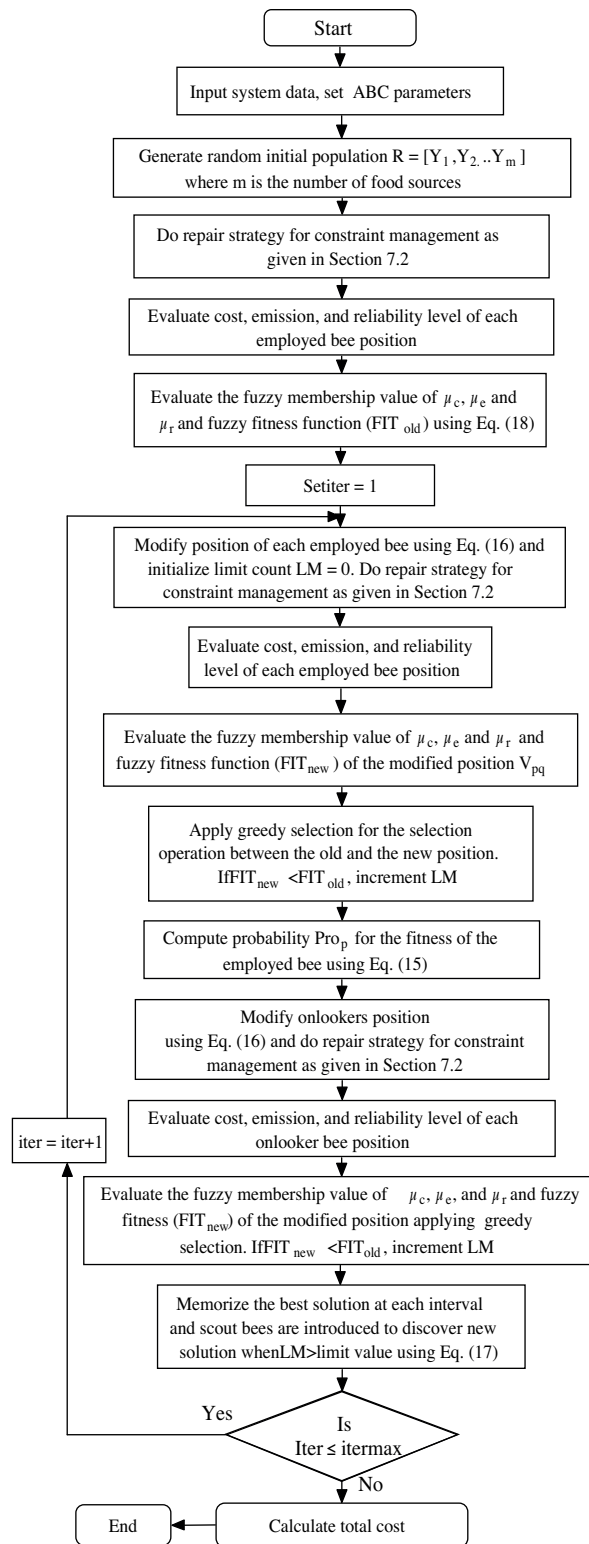 Start
Input system data, set ABC parameters
Generate random initial population R = [Y1,Y2...Ym ]
where m is the number of food sources
Do repair strategy for constraint management as
given in Section 7.2
Evaluate cost, emission, and reliability level of each
employed bee position
Evaluate the fuzzy membership value of μc, μe and
μr and fuzzy fitness function (FIT old) using Eq. (18)
Setiter = 1
Modify position of each employed bee using Eq. (16) and
initialize limit count LM = 0. Do repair strategy for
constraint management as given in Section 7.2
Evaluate cost, emission, and reliability
level of each employed bee position
Evaluate the fuzzy membership value of μc, μe and μr and
fuzzy fitness function (FITnew) of the modified position Vpq
Apply greedy selection for the selection
operation between the old and the new position.
IfFITnew <FITold, increment LM
Compute probability Prop for the fitness of the
employed bee using Eq. (15)
Modify onlookers position
using Eq. (16) and do repair strategy for constraint
management as given in Section 7.2
Evaluate cost, emission, and reliability level of each
onlooker bee position
iter = iter+1
Evaluate the fuzzy membership value of μc, μe, and μr and fuzzy
fitness (FITnew) of the modified position applying greedy
selection. IfFITnew <FITold, increment LM
Memorize the best solution at each interval
and scout bees are introduced to discover new
solution whenLM>limit value using Eq. (17)
Yes
Is
Iter ≤ itermax
No
End
Calculate total cost